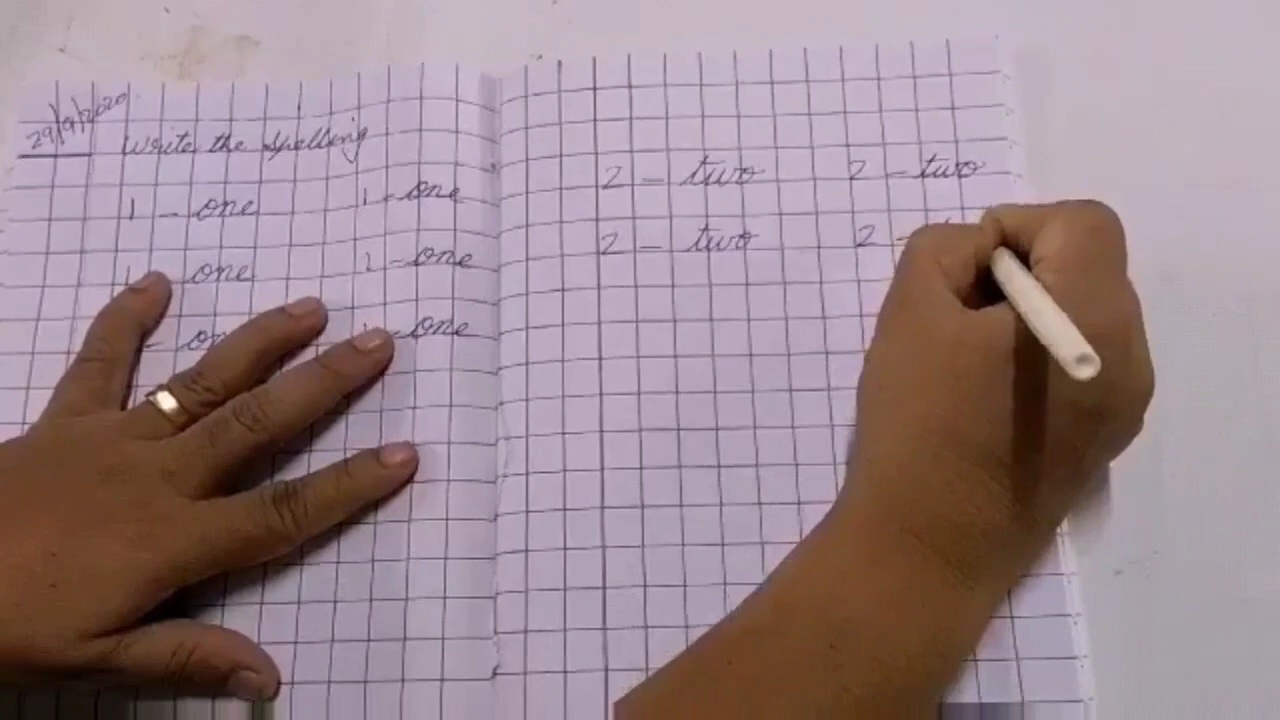 29/9/2020
Write the spelling
1 - one 1 - one
1 - one 1 - one
- on 1 - one
2 - two 2 - two
2 - two 2 -